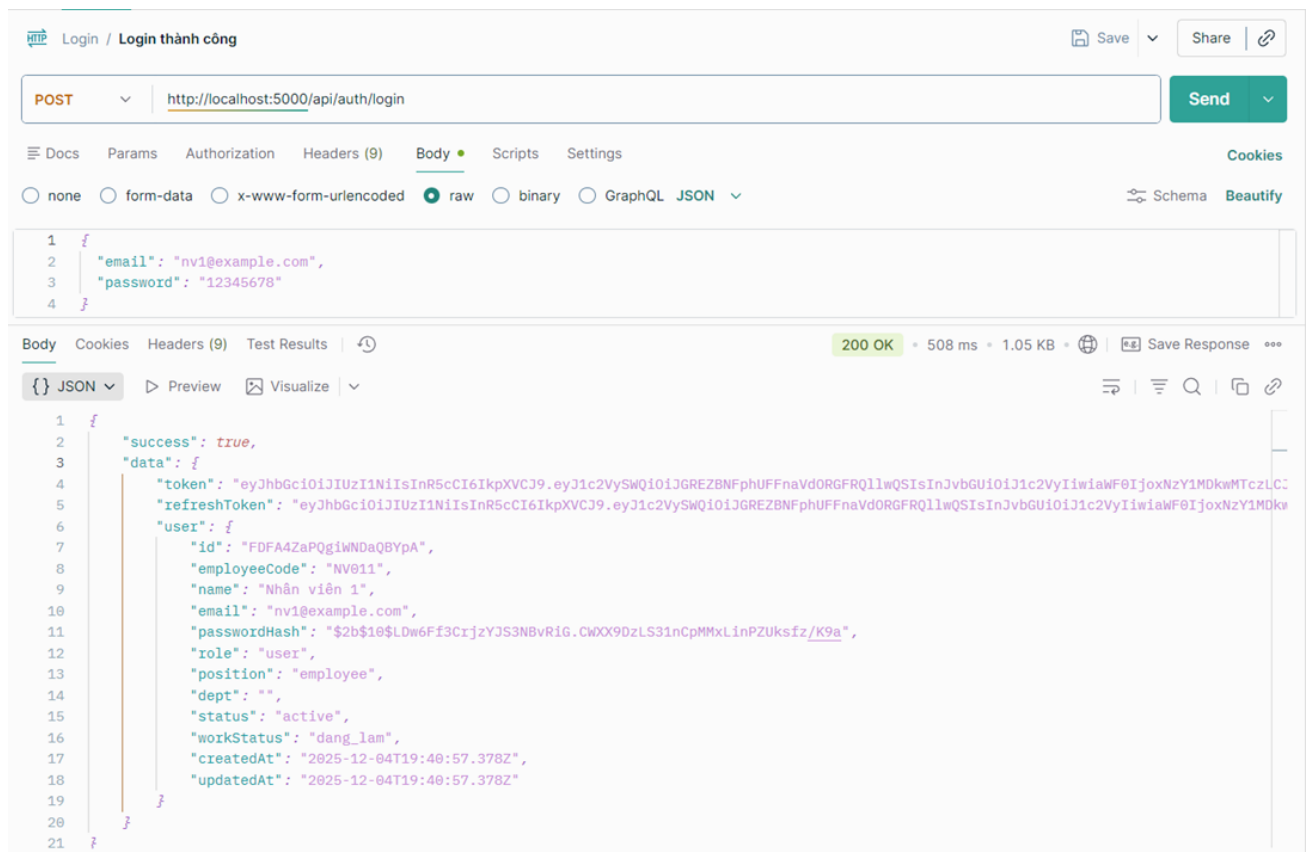 HTTP Login / Login thành công Save Share
POST http://localhost:5000/api/auth/login Send
Docs Params Authorization Headers (9) Body Scripts Settings Cookies
none form-data x-www-form-urlencoded raw binary GraphQL JSON Schema Beautify
1 {
2 "email": "nv1@example.com",
3 "password": "12345678"
4 }
Body Cookies Headers (9) Test Results 200 OK • 508 ms • 1.05 KB • e.g. Save Response
{} JSON Preview Visualize
1 {
2 "success": true,
3 "data": {
4 "token": "eyJhbGciOiJIUzI1NiIsInR5cCI6IkpXVCJ9.eyJ1c2VySWQiOiJGREZBNFphUFFnaVdORGFRQllwQSIsInJvbGUiOiJ1c2VyIiwiaWF0IjoxNzY1MDkwMTczLCJ
5 "refreshToken": "eyJhbGciOiJIUzI1NiIsInR5cCI6IkpXVCJ9.eyJ1c2VySWQiOiJGREZBNFphUFFnaVdORGFRQllwQSIsInJvbGUiOiJ1c2VyIiwiaWF0IjoxNzY1MDkw
6 "user": {
7 "id": "FDFA4ZaPQgiWNDaQBYpA",
8 "employeeCode": "NV011",
9 "name": "Nhân viên 1",
10 "email": "nv1@example.com",
11 "passwordHash": "$2b$10$LDw6Ff3CrjzYJS3NBvRiG.CWXX9DzLS31nCpMMxLinPZUksfz/K9a",
12 "role": "user",
13 "position": "employee",
14 "dept": "",
15 "status": "active",
16 "workStatus": "dang_lam",
17 "createdAt": "2025-12-04T19:40:57.378Z",
18 "updatedAt": "2025-12-04T19:40:57.378Z"
19 }
20 }
21 }